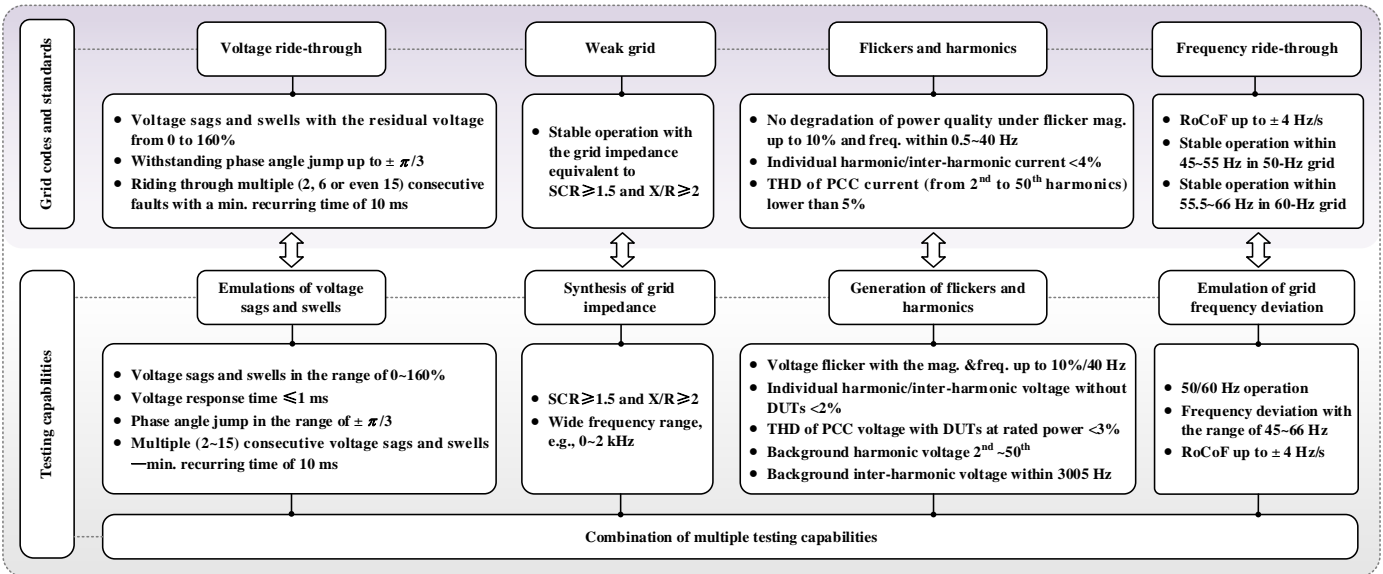 Grid codes and standards
Voltage ride-through
Weak grid
Flickers and harmonics
Frequency ride-through
● Voltage sags and swells with the residual voltage
from 0 to 160%
● Withstanding phase angle jump up to ± π/3
● Riding through multiple (2, 6 or even 15) consecutive
faults with a min. recurring time of 10 ms
● Stable operation with
the grid impedance
equivalent to
SCR≥1.5 and X/R≥2
● No degradation of power quality under flicker mag.
up to 10% and freq. within 0.5~40 Hz
● Individual harmonic/inter-harmonic current <4%
● THD of PCC current (from 2nd to 50th harmonics)
lower than 5%
● RoCoF up to ± 4 Hz/s
● Stable operation within
45~55 Hz in 50-Hz grid
● Stable operation within
55.5~66 Hz in 60-Hz grid
Testing capabilities
Emulations of voltage
sags and swells
Synthesis of grid
impedance
Generation of flickers and
harmonics
Emulation of grid
frequency deviation
● Voltage sags and swells in the range of 0~160%
● Voltage response time ≤1 ms
● Phase angle jump in the range of ± π/3
● Multiple (2~15) consecutive voltage sags and swells
—min. recurring time of 10 ms
● SCR≥1.5 and X/R≥2
● Wide frequency range,
e.g., 0~2 kHz
● Voltage flicker with the mag. &freq. up to 10%/40 Hz
● Individual harmonic/inter-harmonic voltage without
DUTs <2%
● THD of PCC voltage with DUTs at rated power <3%
● Background harmonic voltage 2nd ~50th
● Background inter-harmonic voltage within 3005 Hz
● 50/60 Hz operation
● Frequency deviation with
the range of 45~66 Hz
● RoCoF up to ± 4 Hz/s
Combination of multiple testing capabilities